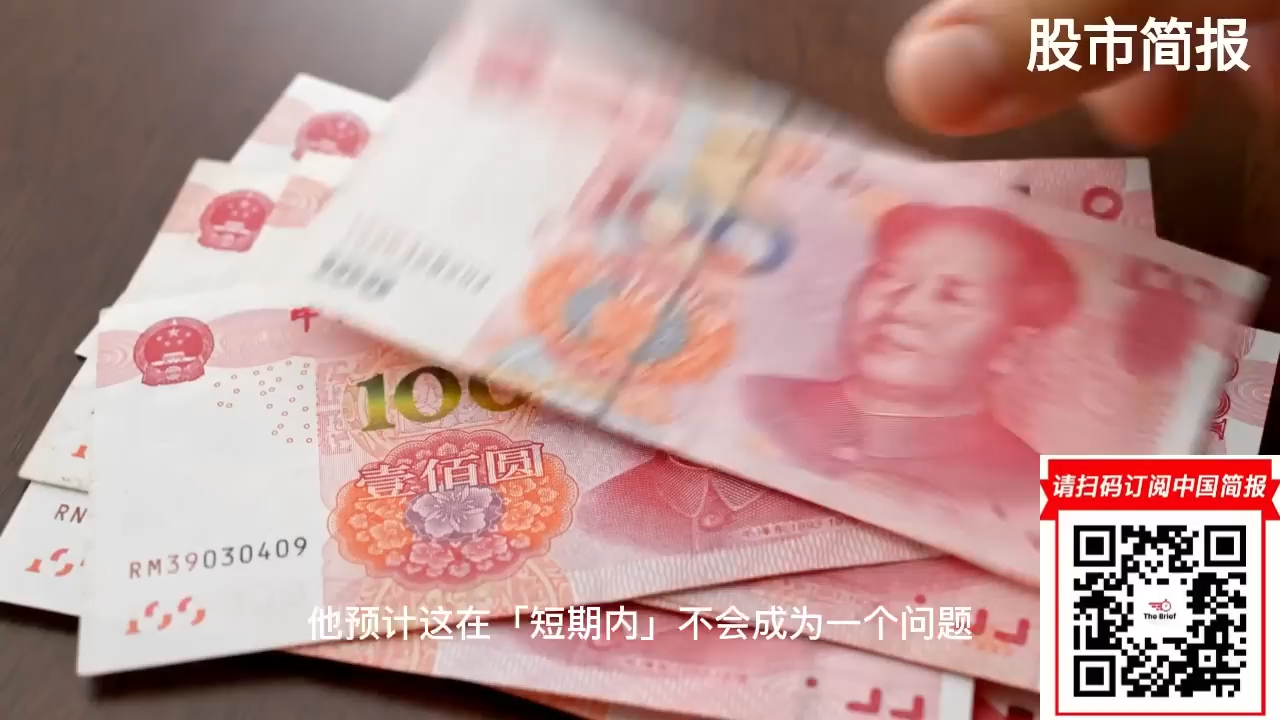 股市简报
100
壹佰圆
RN
RM39030409
他预计这在「短期内」不会成为一个问题
请扫码订阅中国简报
The Brief